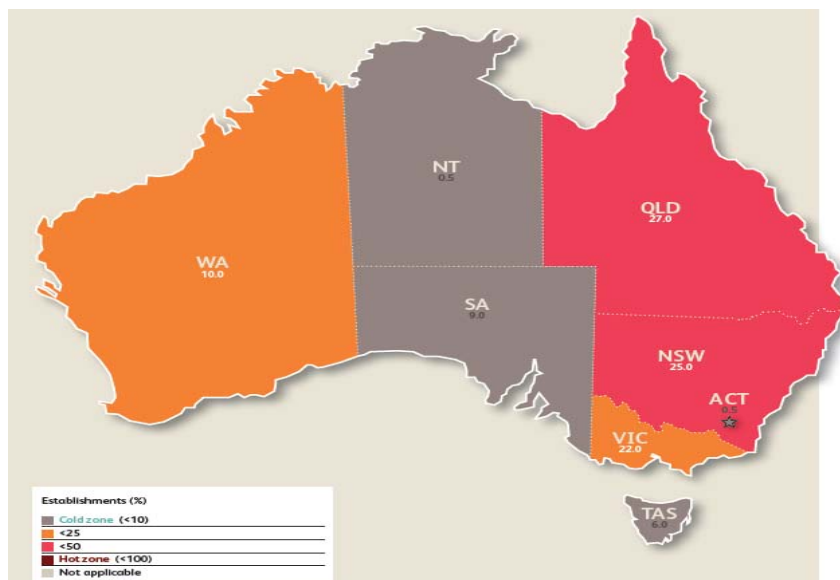 NT
0.5
QLD
27.0
WA
10.0
SA
9.0
NSW
25.0
ACT
0.5
VIC
22.0
TAS
6.0
Establishments (%)
Cold zone (<10)
<25
<50
Hot zone (<100)
Not applicable